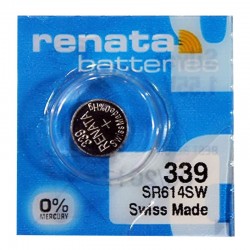 renata
batteries
RENATA
339
+
339
SR614SW
Swiss Made
0%
MERCURY